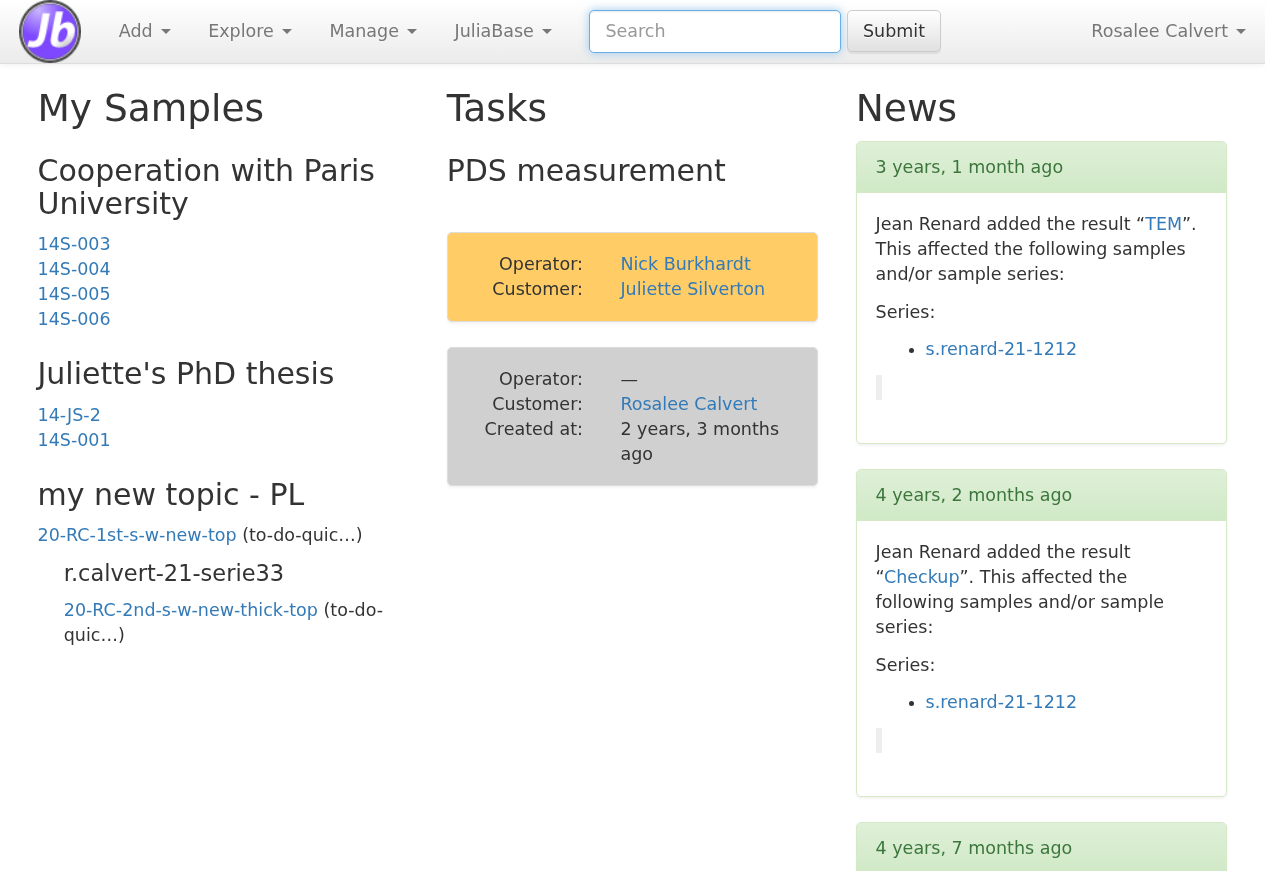 Jb
Add
Explore
Manage
JuliaBase
Search
Submit
Rosalee Calvert
My Samples
Cooperation with Paris
University
14S-003
14S-004
14S-005
14S-006
Juliette's PhD thesis
14-JS-2
14S-001
my new topic - PL
20-RC-1st-s-w-new-top (to-do-quic…)
r.calvert-21-serie33
20-RC-2nd-s-w-new-thick-top (to-do-
quic…)
Tasks
PDS measurement
Operator: Nick Burkhardt
Customer: Juliette Silverton
Operator: —
Customer: Rosalee Calvert
Created at: 2 years, 3 months
ago
News
3 years, 1 month ago
Jean Renard added the result “TEM”.
This affected the following samples
and/or sample series:
Series:
• s.renard-21-1212
4 years, 2 months ago
Jean Renard added the result
“Checkup”. This affected the
following samples and/or sample
series:
Series:
• s.renard-21-1212
4 years, 7 months ago